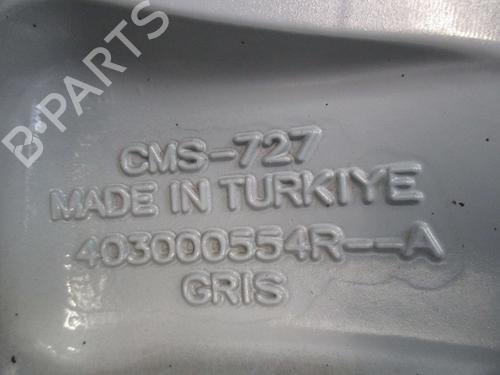 B-PARTS
CMS-727
MADE IN TURKIYE
403000554R--A
GRIS